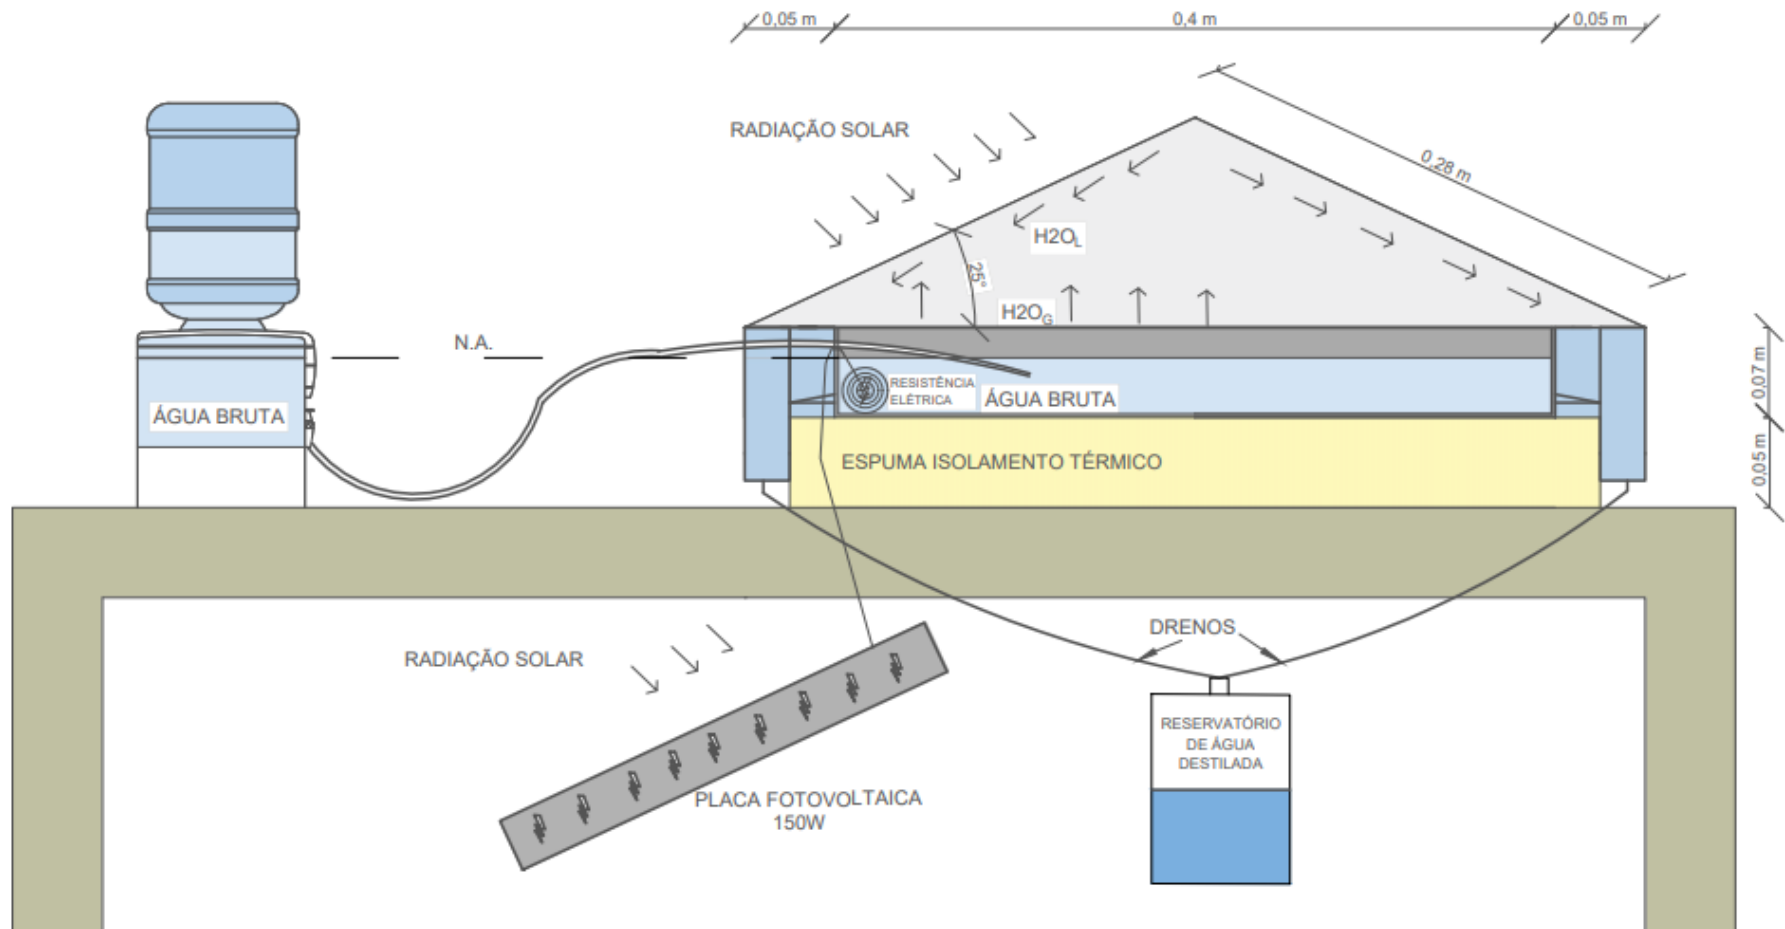 0,05 m
0,4 m
0,05 m
RADIAÇÃO SOLAR
0,28 m
H2OL
25°
H2OG
N.A.
RESISTÊNCIA
ELÉTRICA
ÁGUA BRUTA
ÁGUA BRUTA
0,07 m
ESPUMA ISOLAMENTO TÉRMICO
0,05 m
DRENOS
RADIAÇÃO SOLAR
RESERVATÓRIO
DE ÁGUA
DESTILADA
PLACA FOTOVOLTAICA
150W